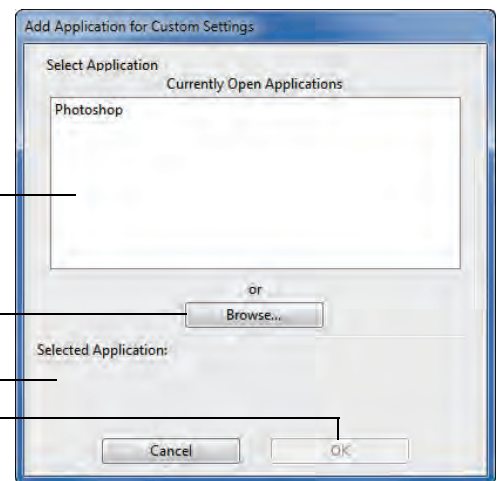 Add Application for Custom Settings
Select Application
Currently Open Applications
Photoshop
or
Browse...
Selected Application:
Cancel
OK